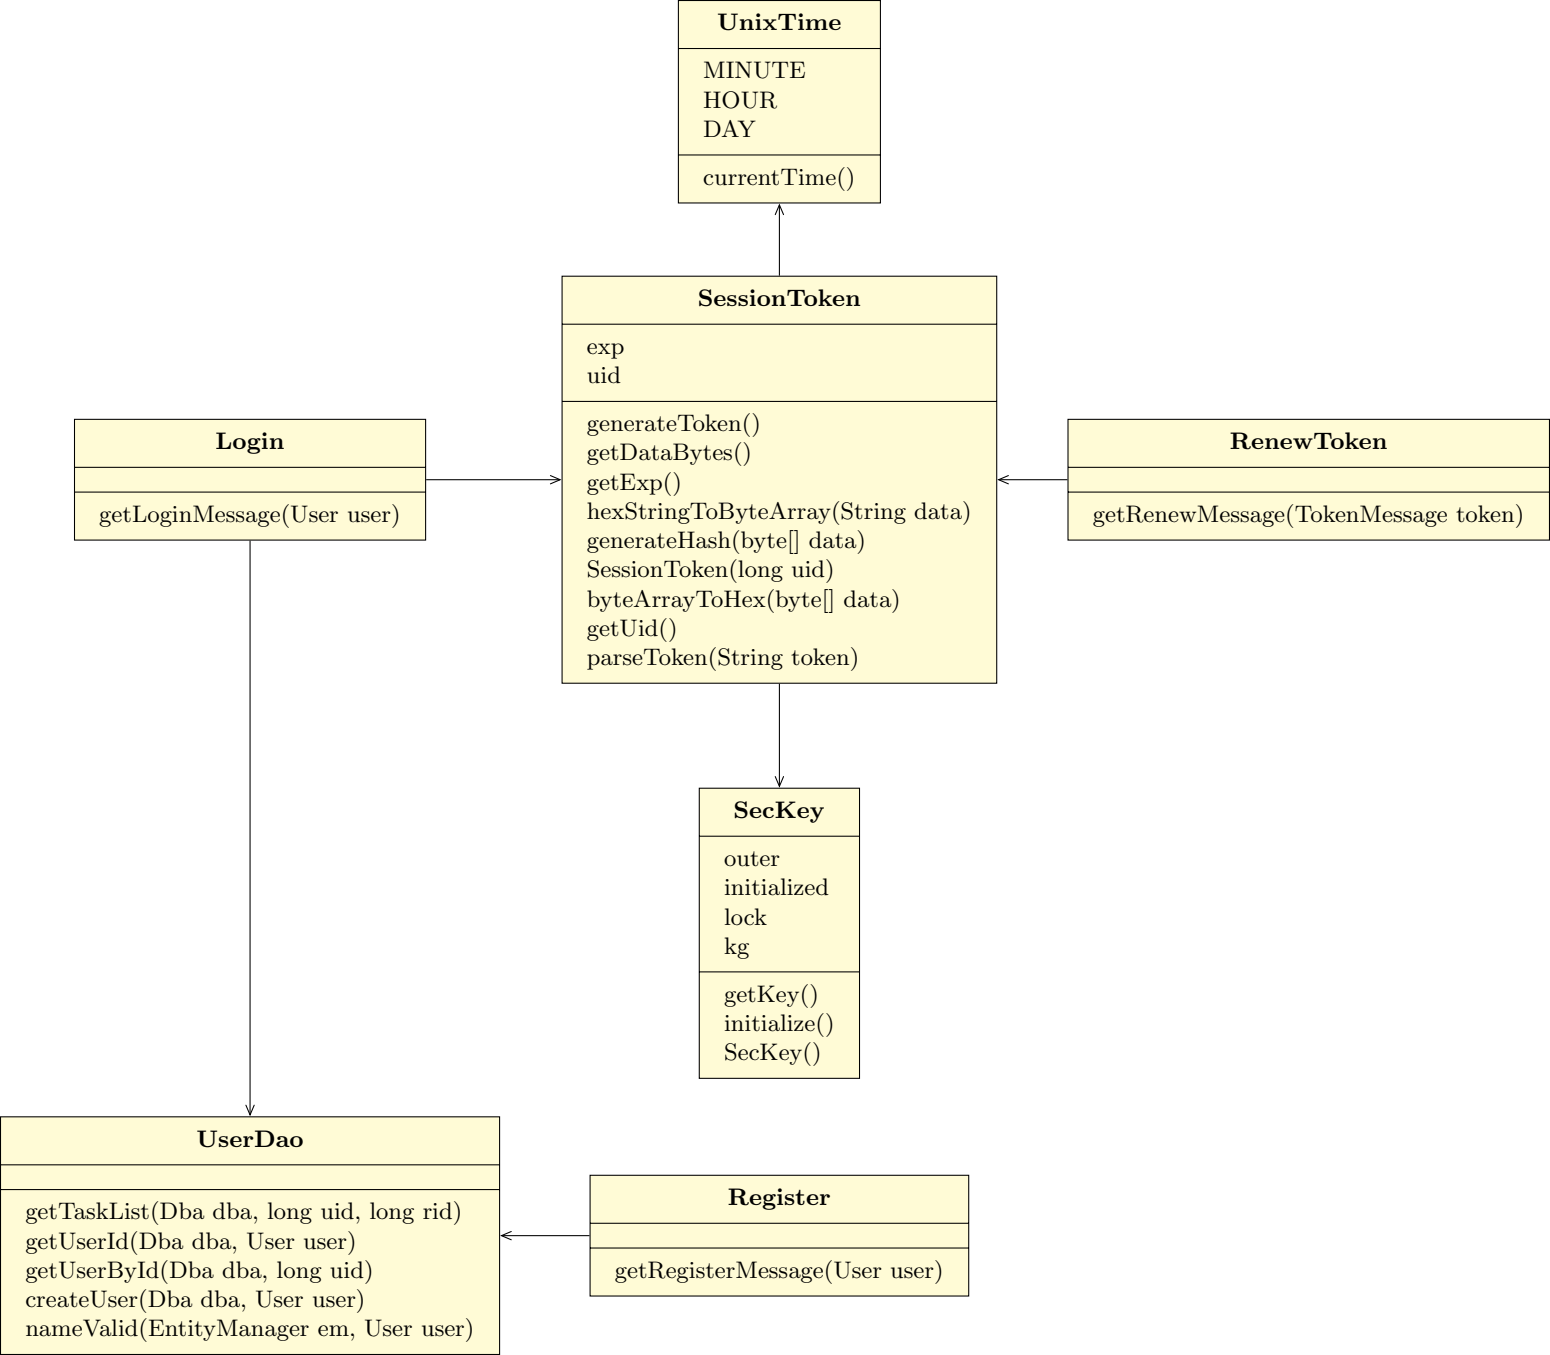 UnixTime
MINUTE
HOUR
DAY
currentTime()
SessionToken
exp
uid
generateToken()
getDataBytes()
getExp()
hexStringToByteArray(String data)
generateHash(byte[] data)
SessionToken(long uid)
byteArrayToHex(byte[] data)
getUid()
parseToken(String token)
Login
getLoginMessage(User user)
RenewToken
getRenewMessage(TokenMessage token)
SecKey
outer
initialized
lock
kg
getKey()
initialize()
SecKey()
UserDao
getTaskList(Dba dba, long uid, long rid)
getUserId(Dba dba, User user)
getUserById(Dba dba, long uid)
createUser(Dba dba, User user)
nameValid(EntityManager em, User user)
Register
getRegisterMessage(User user)